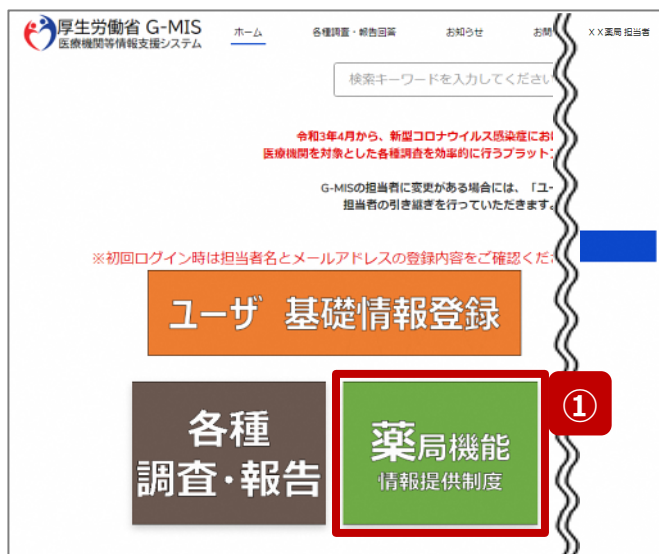 厚生労働省 G-MIS
医療機関等情報支援システム
ホーム 各種調査・報告回答 お知らせ お問 XX薬局 担当者
検索キーワードを入力してください
令和3年4月から、新型コロナウイルス感染症にお
医療機関を対象とした各種調査を効率的に行うプラット
G-MISの担当者に変更がある場合には、「ユー
担当者の引き継ぎを行っていただきます。
※初回ログイン時は担当者名とメールアドレスの登録内容をご確認くだ
ユーザ 基礎情報登録
各種
調査・報告
薬局機能
情報提供制度
①